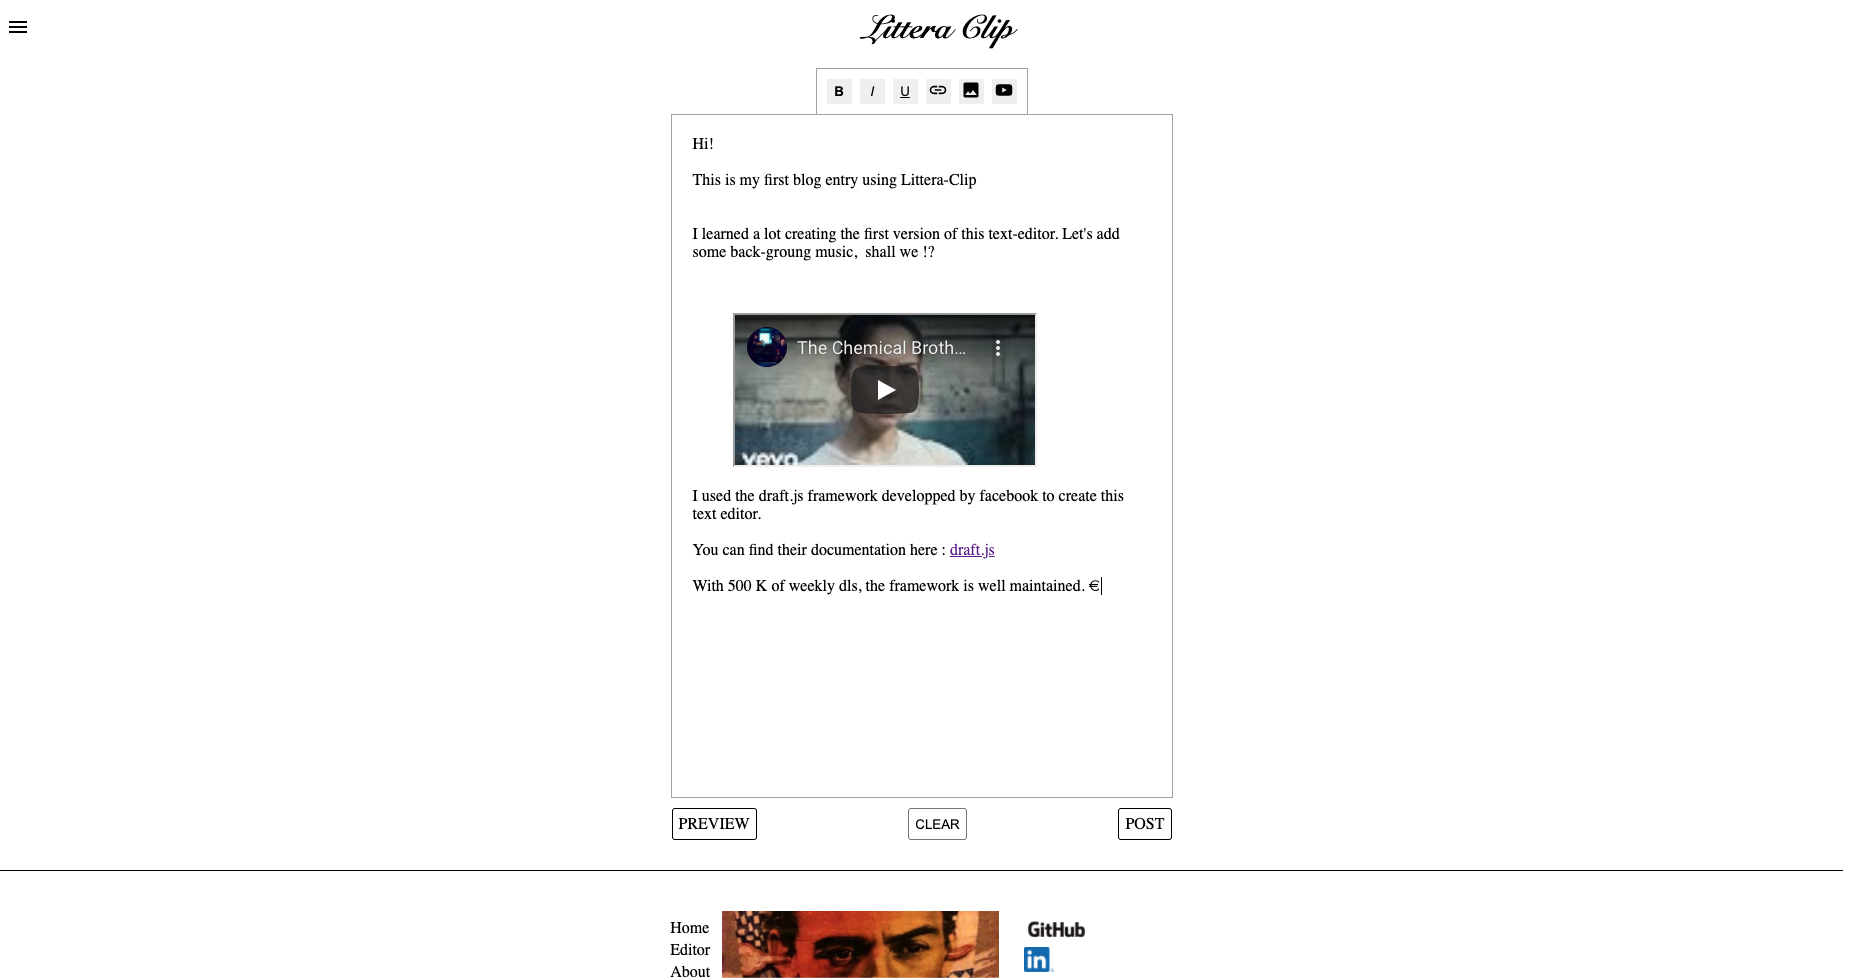 Littera Clip
B I U
Hi!
This is my first blog entry using Littera-Clip
I learned a lot creating the first version of this text-editor. Let's add
some back-groung music,  shall we !?
The Chemical Broth...
vevo
I used the draft.js framework developped by facebook to create this
text editor.
You can find their documentation here : draft.js
With 500 K of weekly dls, the framework is well maintained. €
PREVIEW CLEAR POST
Home
GitHub
Editor
in
About